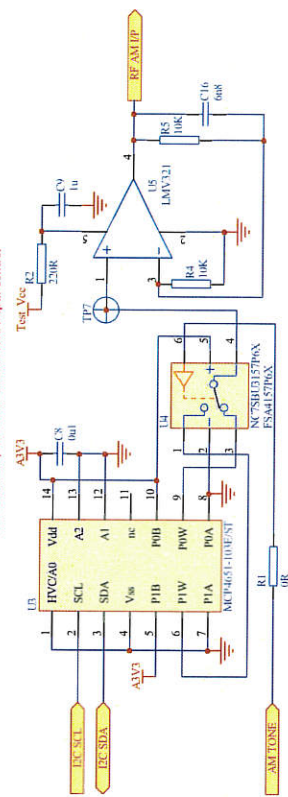 Test_Vcc
R2
220R
C9
1u
RF AM I/P
5
1
4
U5
LMV321
3
2
TP7
R4
10K
R5
10K
C16
6n8
A3V3
C8
0u1
U3
1
HVC/A0
Vdd
14
2
SCL
A2
13
3
SDA
A1
12
4
Vss
nc
11
5
P1B
P0B
10
6
P1W
P0W
9
7
P1A
P0A
8
MCP4651-103E/ST
I2C SCL
I2C SDA
A3V3
U4
1
6
2
5
3
4
NC7SBU3157P6X
FSA4157P6X
R1
0R
AM TONE